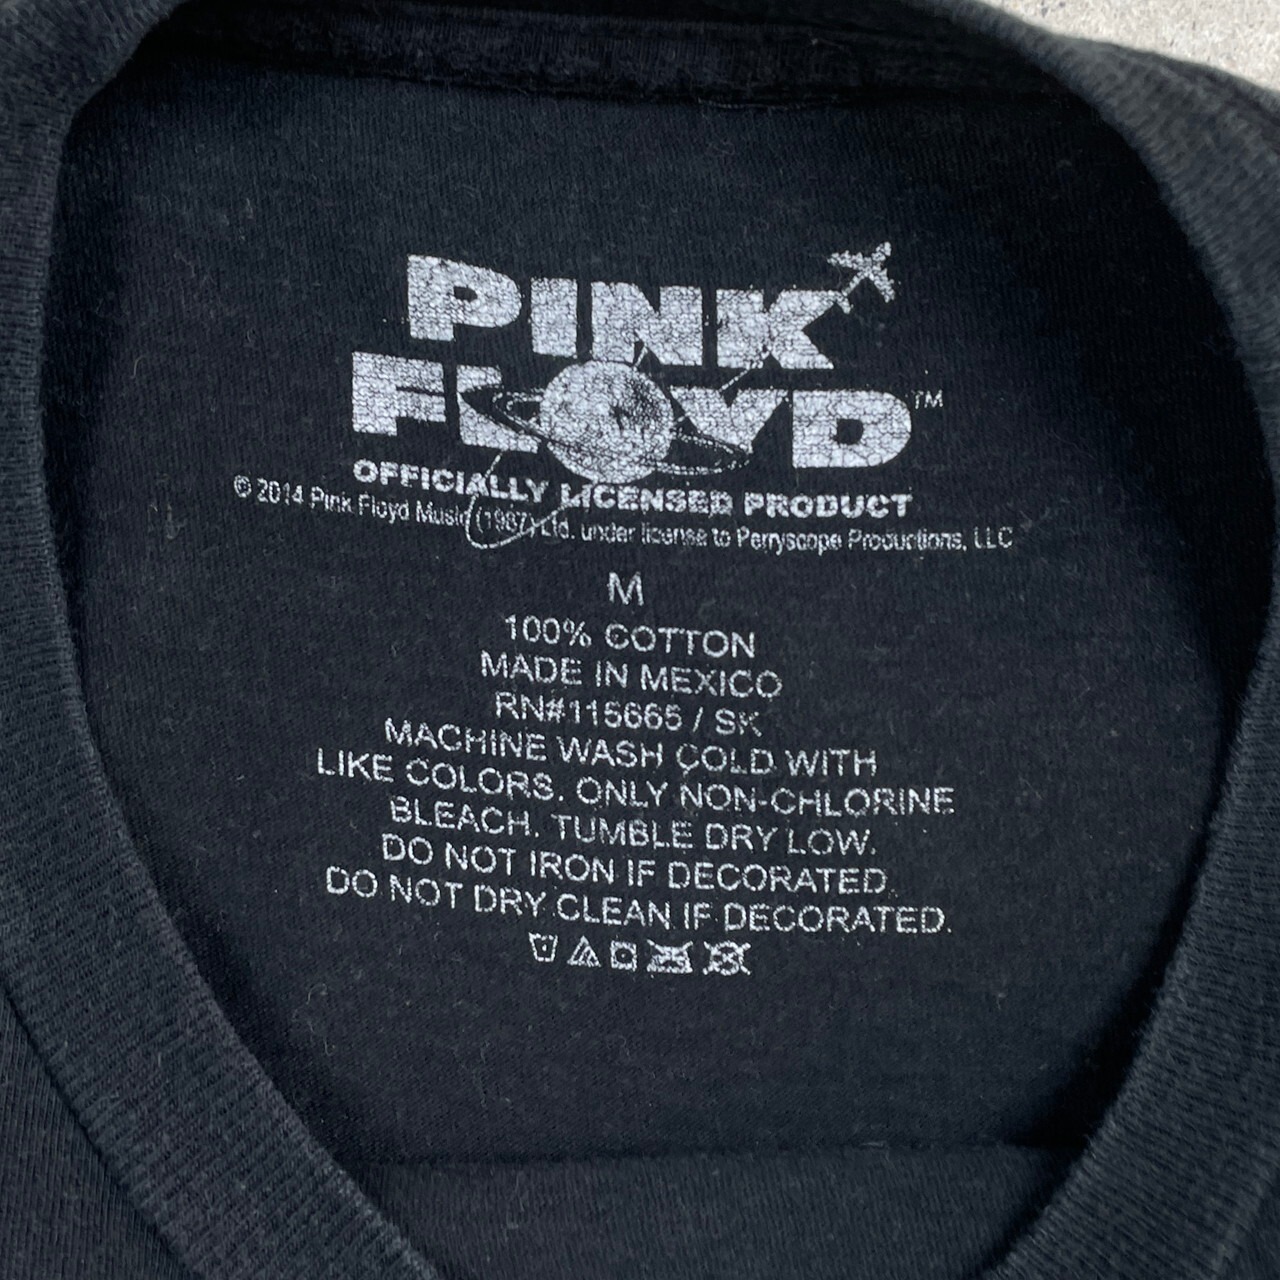 PINK
FLOYD™
OFFICIALLY LICENSED PRODUCT
© 2014 Pink Floyd Music (1987) Ltd. under license to Perryscope Productions, LLC
M
100% COTTON
MADE IN MEXICO
RN#115665 / SK
MACHINE WASH COLD WITH
LIKE COLORS. ONLY NON-CHLORINE
BLEACH. TUMBLE DRY LOW.
DO NOT IRON IF DECORATED.
DO NOT DRY CLEAN IF DECORATED.